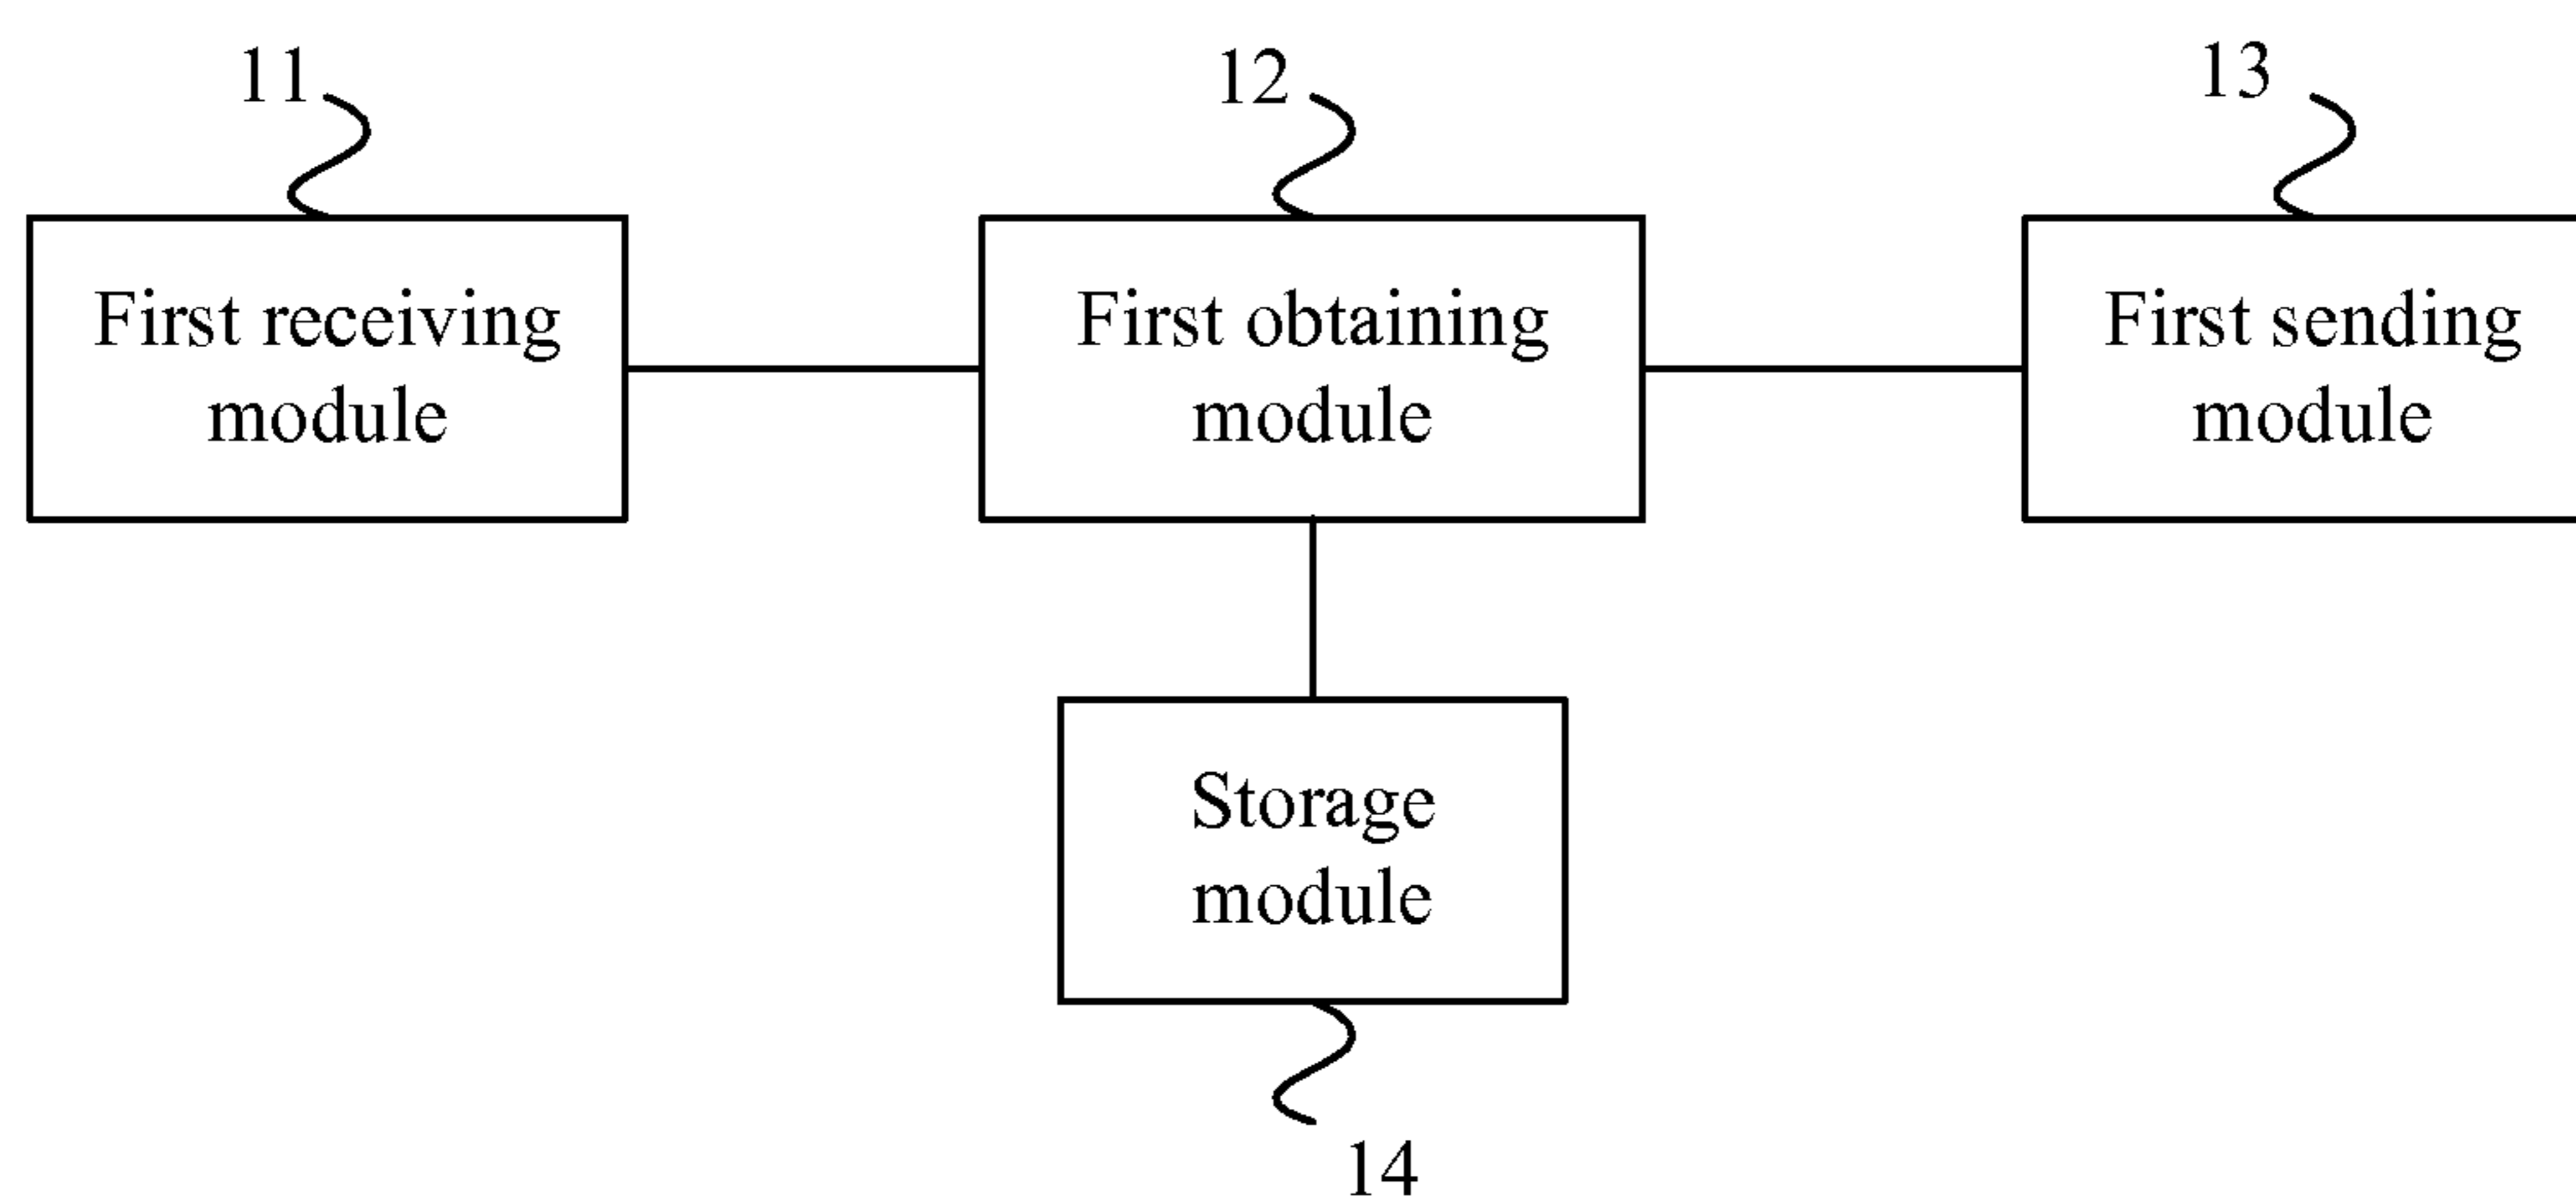 11
12
13
First receiving
module
First obtaining
module
First sending
module
Storage
module
14